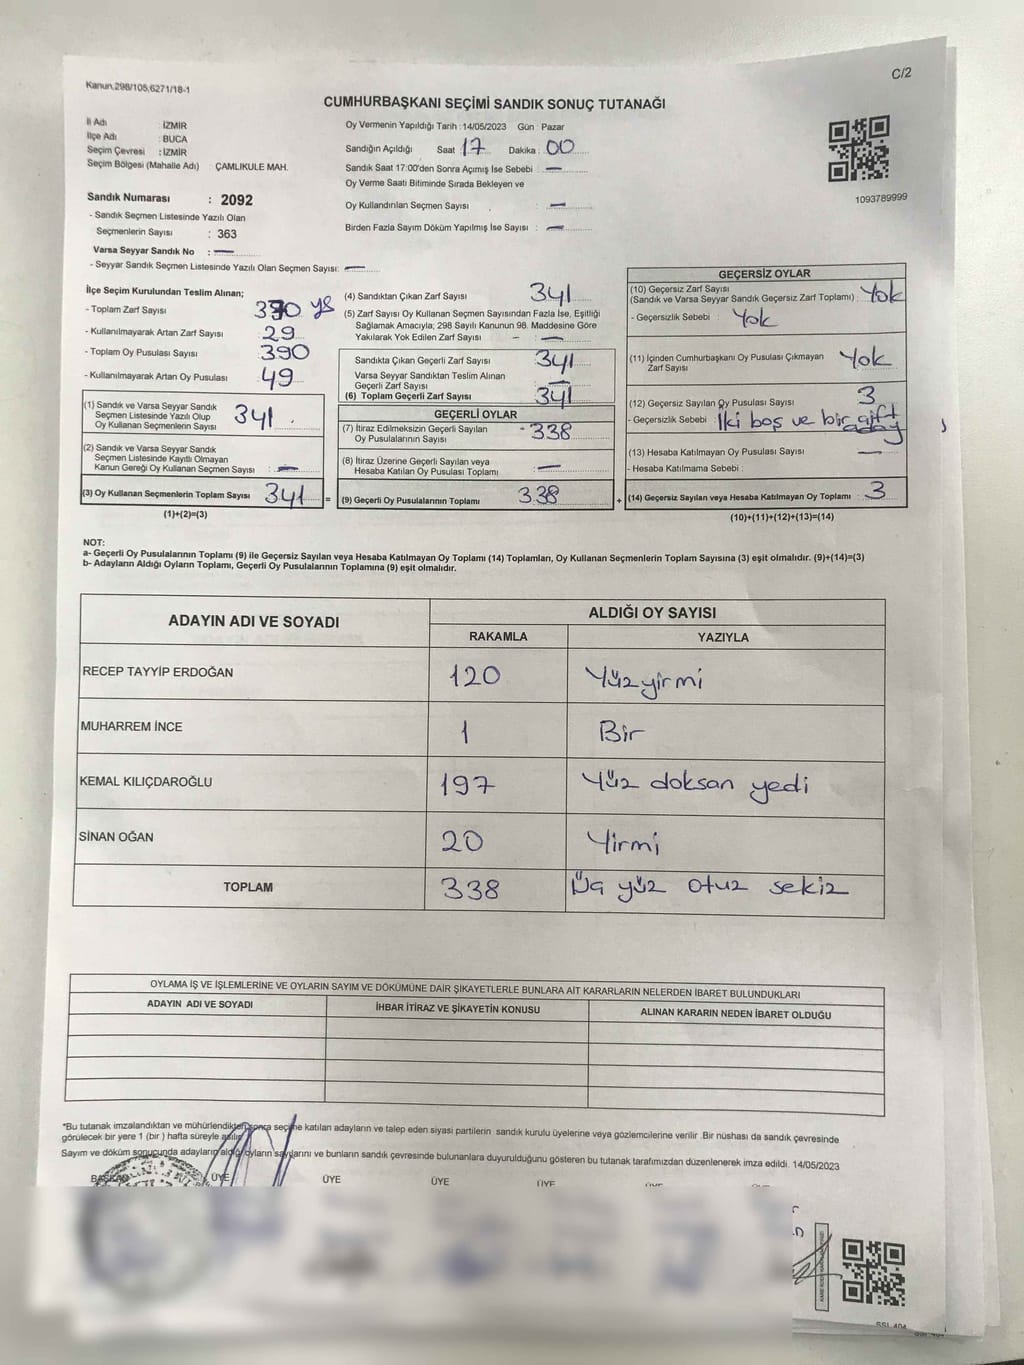 Kanun,298/105,6271/18-1
C/2
CUMHURBAŞKANI SEÇİMİ SANDIK SONUÇ TUTANAĞI
İl Adı : İZMİR
İlçe Adı : BUCA
Seçim Çevresi : İZMİR
Seçim Bölgesi (Mahalle Adı) ÇAMLIKULE MAH.
Sandık Numarası : 2092
- Sandık Seçmen Listesinde Yazılı Olan
Seçmenlerin Sayısı : 363
Varsa Seyyar Sandık No : —
- Seyyar Sandık Seçmen Listesinde Yazılı Olan Seçmen Sayısı: —
Oy Vermenin Yapıldığı Tarih :14/05/2023 Gün : Pazar
Sandığın Açıldığı Saat : 17 Dakika : 00
Sandık Saat 17:00'den Sonra Açımış İse Sebebi : —
Oy Verme Saati Bitiminde Sırada Bekleyen ve
Oy Kullandırılan Seçmen Sayısı : —
Birden Fazla Sayım Döküm Yapılmış İse Sayısı : —
1093789999
İlçe Seçim Kurulundan Teslim Alınan;
- Toplam Zarf Sayısı 390 ys
- Kullanılmayarak Artan Zarf Sayısı : 29
- Toplam Oy Pusulası Sayısı : 390
- Kullanılmayarak Artan Oy Pusulası : 49
(1) Sandık ve Varsa Seyyar Sandık
Seçmen Listesinde Yazılı Olup
Oy Kullanan Seçmenlerin Sayısı 341
(2) Sandık ve Varsa Seyyar Sandık
Seçmen Listesinde Kayıtlı Olmayan
Kanun Gereği Oy Kullanan Seçmen Sayısı : —
(3) Oy Kullanan Seçmenlerin Toplam Sayısı 341 =
(1)+(2)=(3)
(4) Sandıktan Çıkan Zarf Sayısı 341
(5) Zarf Sayısı Oy Kullanan Seçmen Sayısından Fazla İse, Eşitliği
Sağlamak Amacıyla; 298 Sayılı Kanunun 98. Maddesine Göre
Yakılarak Yok Edilen Zarf Sayısı - —
Sandıkta Çıkan Geçerli Zarf Sayısı 341
Varsa Seyyar Sandıktan Teslim Alınan
Geçerli Zarf Sayısı —
(6) Toplam Geçerli Zarf Sayısı 341
GEÇERLİ OYLAR
(7) İtiraz Edilmeksizin Geçerli Sayılan
Oy Pusulalarının Sayısı 338
(8) İtiraz Üzerine Geçerli Sayılan veya
Hesaba Katılan Oy Pusulası Toplamı —
(9) Geçerli Oy Pusulalarının Toplamı 338 +
GEÇERSİZ OYLAR
(10) Geçersiz Zarf Sayısı
(Sandık ve Varsa Seyyar Sandık Geçersiz Zarf Toplamı) : Yok
- Geçersizlik Sebebi : Yok
(11) İçinden Cumhurbaşkanı Oy Pusulası Çıkmayan
Zarf Sayısı Yok
(12) Geçersiz Sayılan Oy Pusulası Sayısı 3
- Geçersizlik Sebebi : İki boş ve bir çift
aday
(13) Hesaba Katılmayan Oy Pusulası Sayısı —
- Hesaba Katılmama Sebebi :
(14) Geçersiz Sayılan veya Hesaba Katılmayan Oy Toplamı : 3
(10)+(11)+(12)+(13)=(14)
NOT:
a- Geçerli Oy Pusulalarının Toplamı (9) ile Geçersiz Sayılan veya Hesaba Katılmayan Oy Toplamı (14) Toplamları, Oy Kullanan Seçmenlerin Toplam Sayısına (3) eşit olmalıdır. (9)+(14)=(3)
b- Adayların Aldığı Oyların Toplamı, Geçerli Oy Pusulalarının Toplamına (9) eşit olmalıdır.
ADAYIN ADI VE SOYADI ALDIĞI OY SAYISI
RAKAMLA YAZIYLA
RECEP TAYYİP ERDOĞAN 120 Yüzyirmi
MUHARREM İNCE 1 Bir
KEMAL KILIÇDAROĞLU 197 Yüz doksan yedi
SİNAN OĞAN 20 Yirmi
TOPLAM 338 Üç yüz otuz sekiz
OYLAMA İŞ VE İŞLEMLERİNE VE OYLARIN SAYIM VE DÖKÜMÜNE DAİR ŞİKAYETLERLE BUNLARA AİT KARARLARIN NELERDEN İBARET BULUNDUKLARI
ADAYIN ADI VE SOYADI İHBAR İTİRAZ VE ŞİKAYETİN KONUSU ALINAN KARARIN NEDEN İBARET OLDUĞU
*Bu tutanak imzalandıktan ve mühürlendikten sonra seçime katılan adayların ve talep eden siyasi partilerin sandık kurulu üyelerine veya gözlemcilerine verilir .Bir nüshası da sandık çevresinde
görülecek bir yere 1 (bir) hafta süreyle asılır.
Sayım ve döküm sonucunda adayların aldığı oyların sayılarını ve bunların sandık çevresinde bulunanlara duyurulduğunu gösteren bu tutanak tarafımızdan düzenlenerek imza edildi. 14/05/2023
BAŞKAN ÜYE ÜYE ÜYE ÜYE